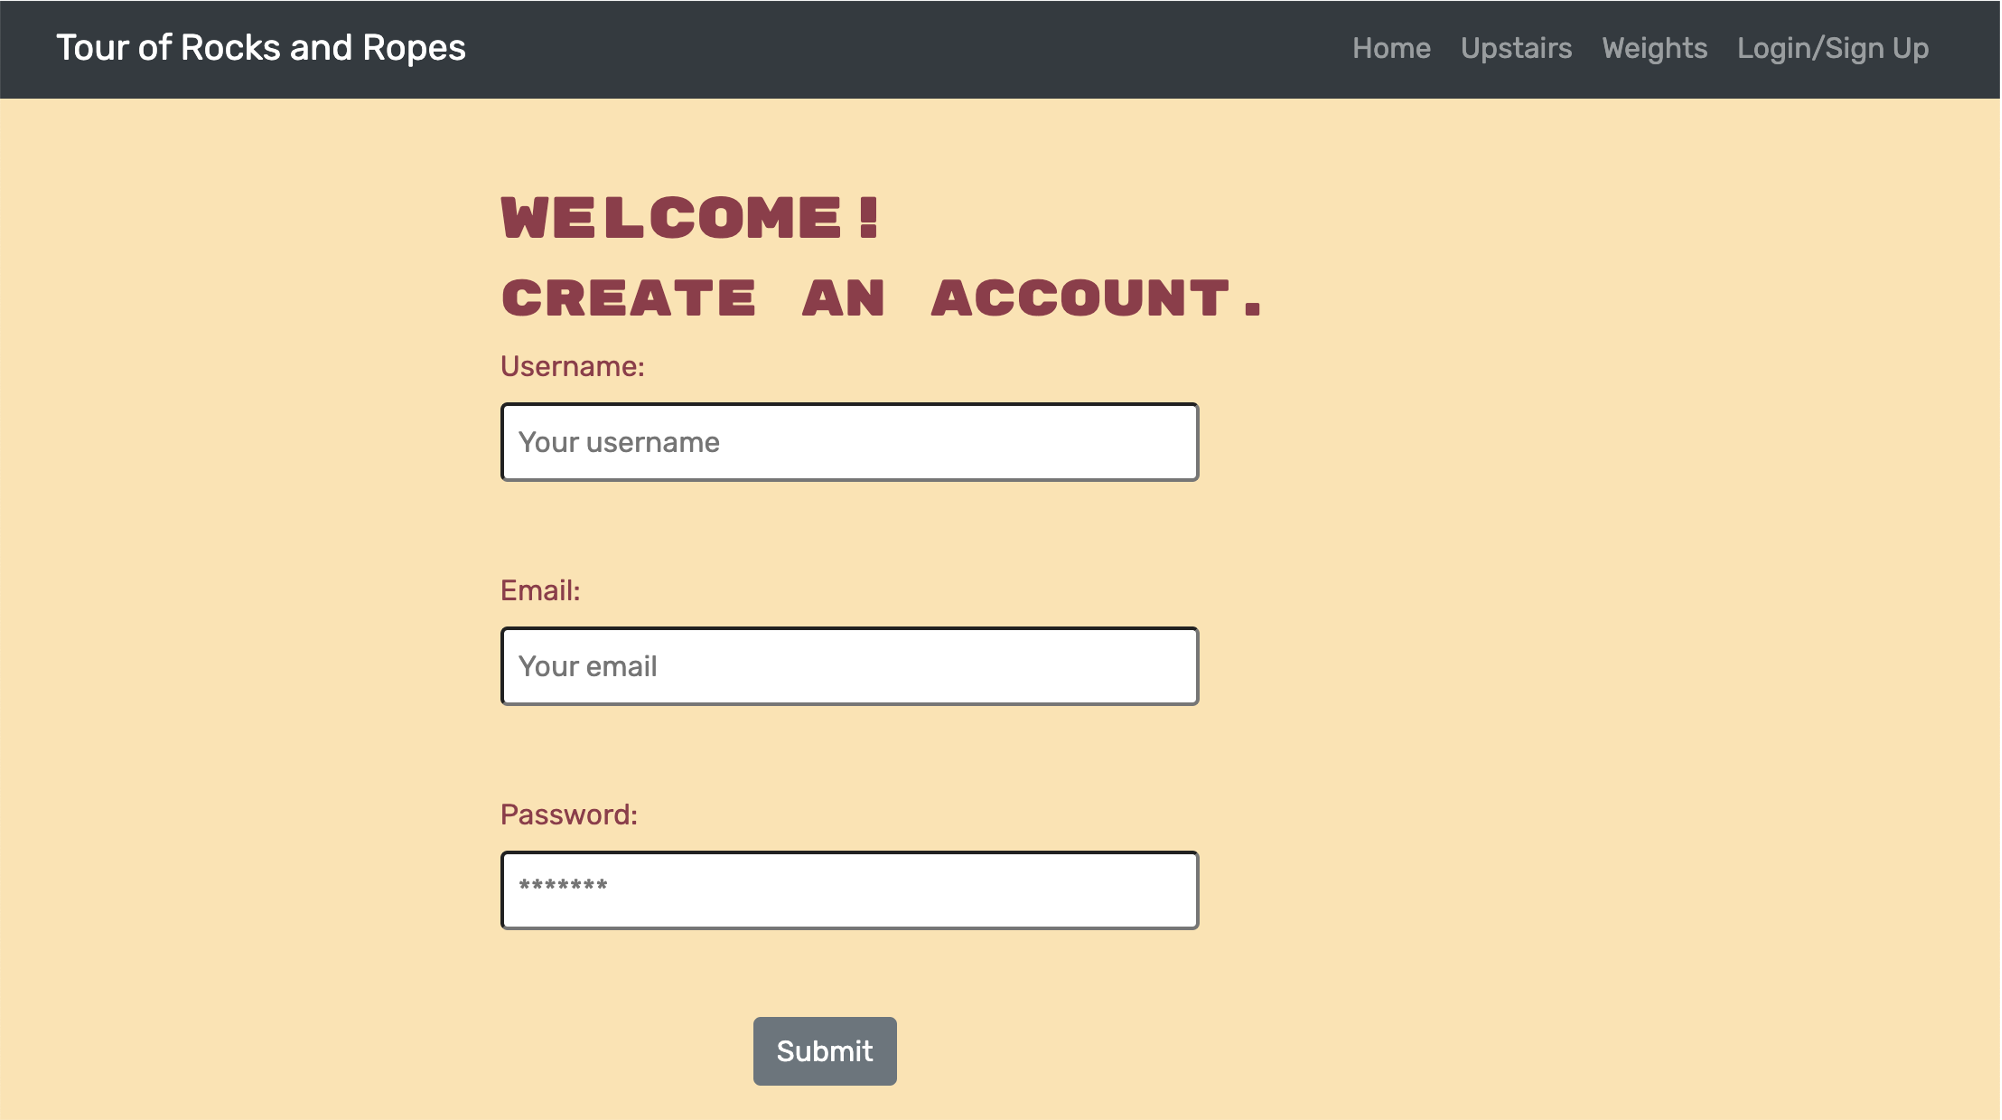 Tour of Rocks and Ropes Home Upstairs Weights Login/Sign Up
WELCOME!
CREATE AN ACCOUNT.
Username:
Your username
Email:
Your email
Password:
*******
Submit